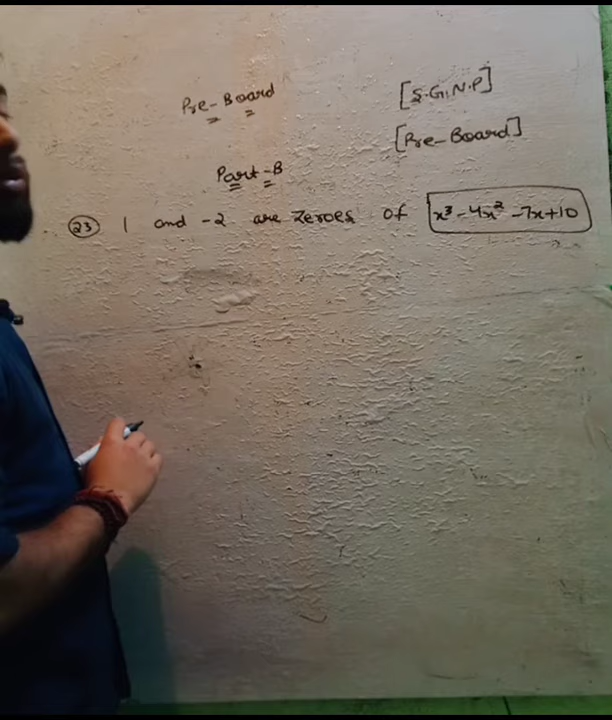 Pre-Board [S.G.N.P]
[Pre-Board]
Part-B
23 1 and -2 are zeroes of x³-4x²-7x+10